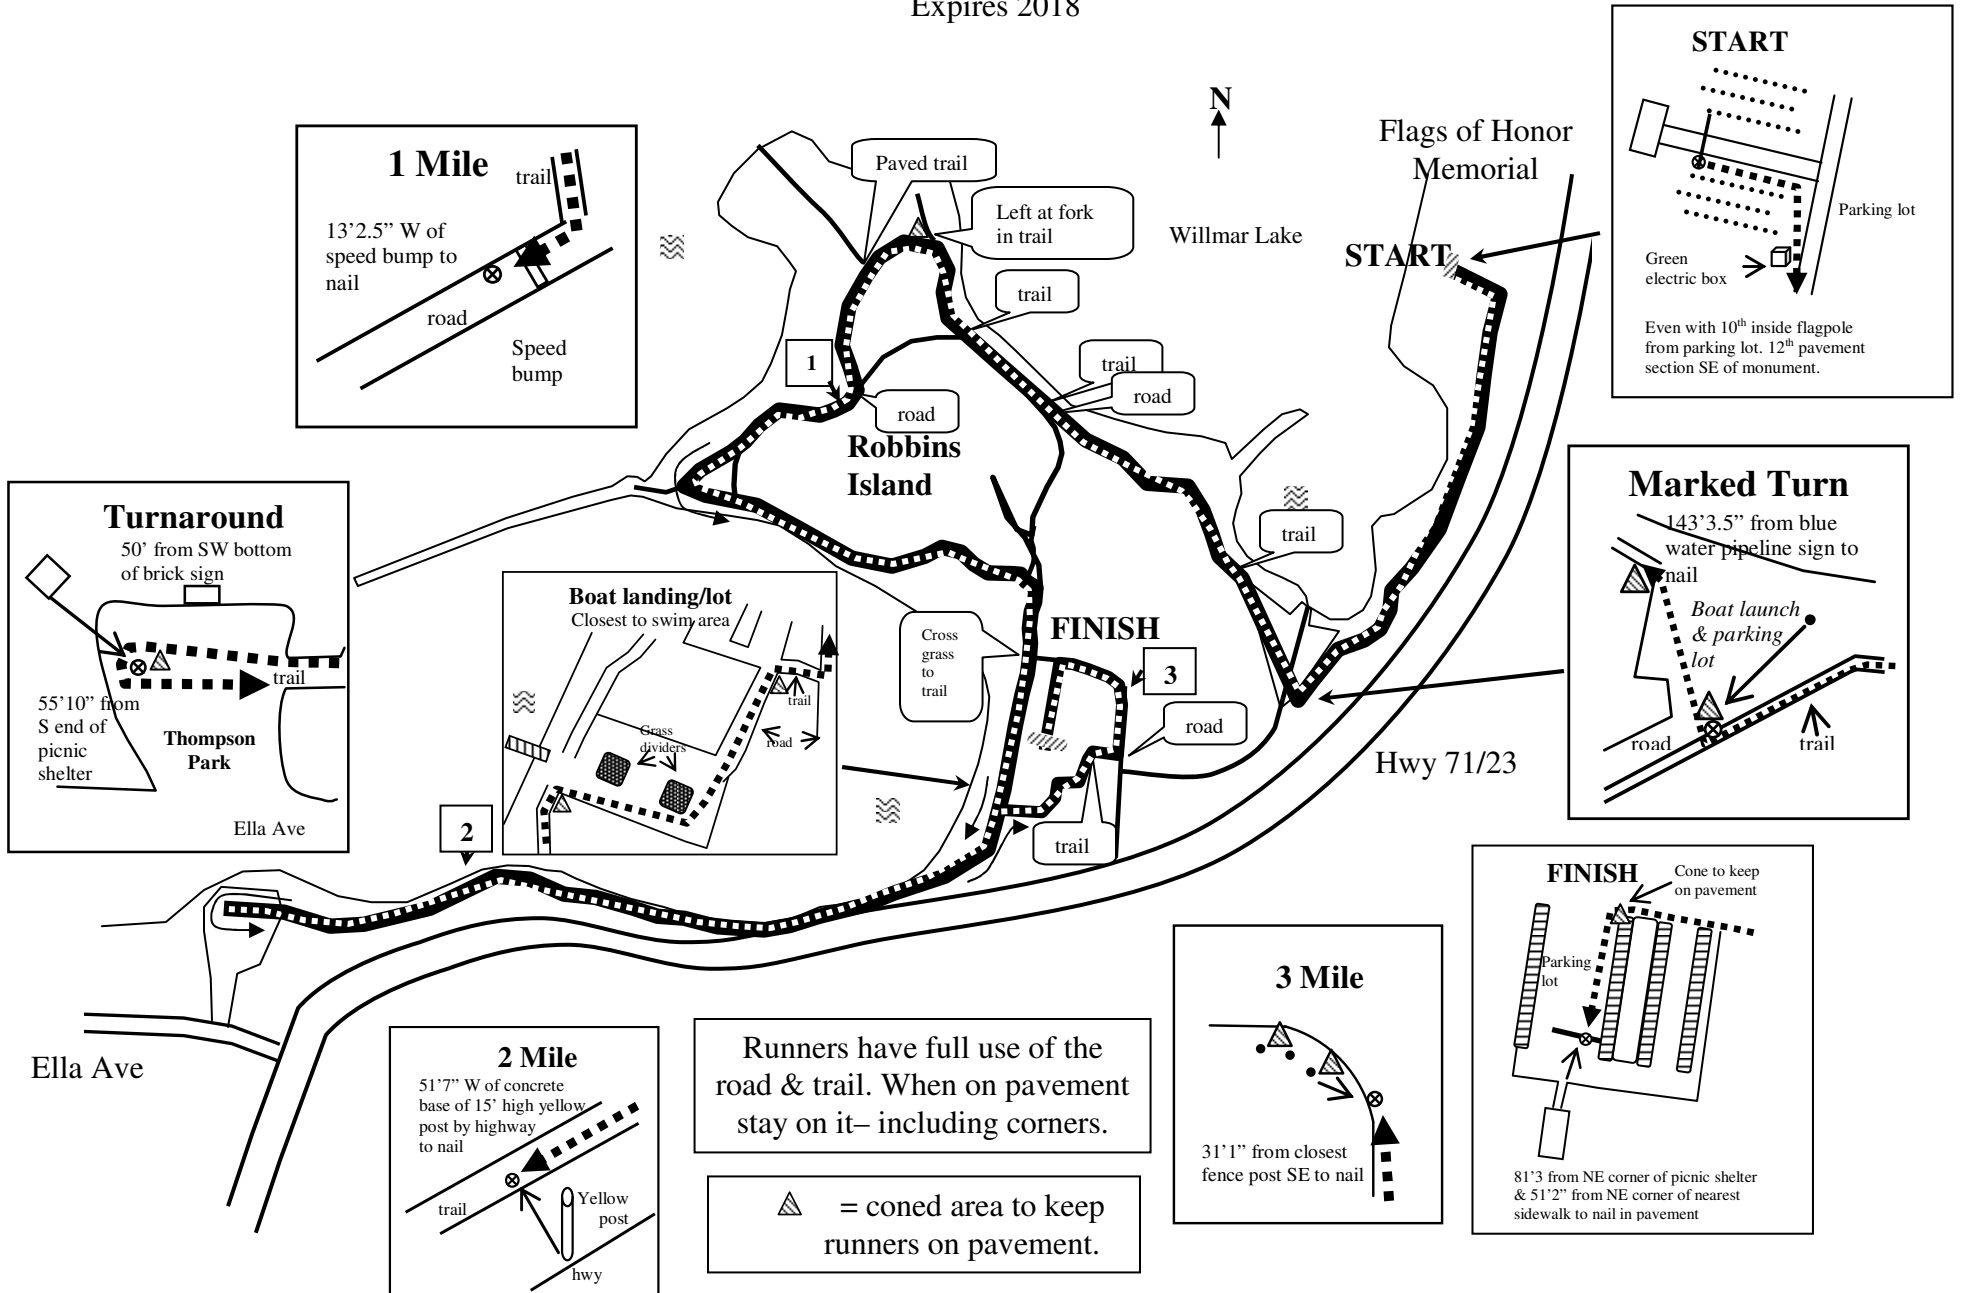 Expires 2018
START
Parking lot
Green
electric box
Even with 10th inside flagpole
from parking lot. 12th pavement
section SE of monument.
N
Flags of Honor
Memorial
1 Mile
trail
13’2.5” W of
speed bump to
nail
road
Speed
bump
Paved trail
Left at fork
in trail
Willmar Lake
START
trail
1
trail
road
road
Robbins
Island
trail
Marked Turn
143’3.5” from blue
water pipeline sign to
nail
Boat launch
& parking
lot
road
trail
Turnaround
50’ from SW bottom
of brick sign
trail
55’10” from
S end of
picnic
shelter
Thompson
Park
Ella Ave
Boat landing/lot
Closest to swim area
trail
Grass
dividers
road
Cross
grass
to
trail
FINISH
3
road
Hwy 71/23
trail
2
FINISH
Cone to keep
on pavement
Parking
lot
81’3 from NE corner of picnic shelter
& 51’2” from NE corner of nearest
sidewalk to nail in pavement
3 Mile
31’1” from closest
fence post SE to nail
Ella Ave
2 Mile
51’7” W of concrete
base of 15’ high yellow
post by highway
to nail
trail
Yellow
post
hwy
Runners have full use of the
road & trail. When on pavement
stay on it– including corners.
= coned area to keep
runners on pavement.